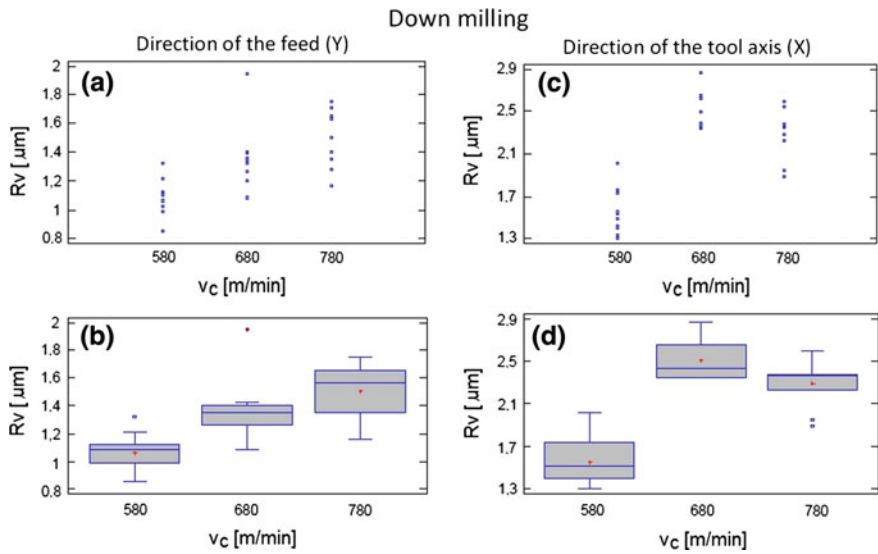 Down milling
Direction of the feed (Y)
Direction of the tool axis (X)
(a)
Rv [μm]
2
1.8
1.6
1.4
1.2
1
0.8
580 680 780
vc [m/min]
(c)
Rv [μm]
2.9
2.5
2.1
1.7
1.3
580 680 780
vc [m/min]
(b)
Rv [μm]
2
1.8
1.6
1.4
1.2
1
0.8
580 680 780
vc [m/min]
(d)
Rv [μm]
2.9
2.5
2.1
1.7
1.3
580 680 780
vc [m/min]